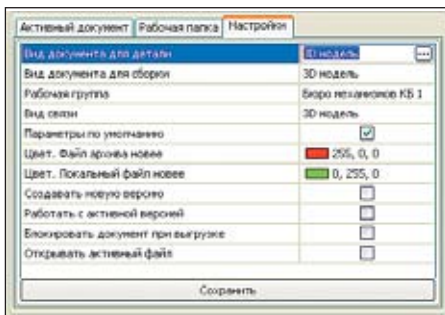 Активный документ Рабочая папка Настройки
Вид документа для детали 3D модель ...
Вид документа для сборки 3D модель
Рабочая группа Бюро механизмов КБ 1
Вид связи 3D модель
Параметры по умолчанию
Цвет. Файл архива новее 255, 0, 0
Цвет. Локальный файл новее 0, 255, 0
Создавать новую версию
Работать с активной версией
Блокировать документ при выгрузке
Открывать активный файл
Сохранить